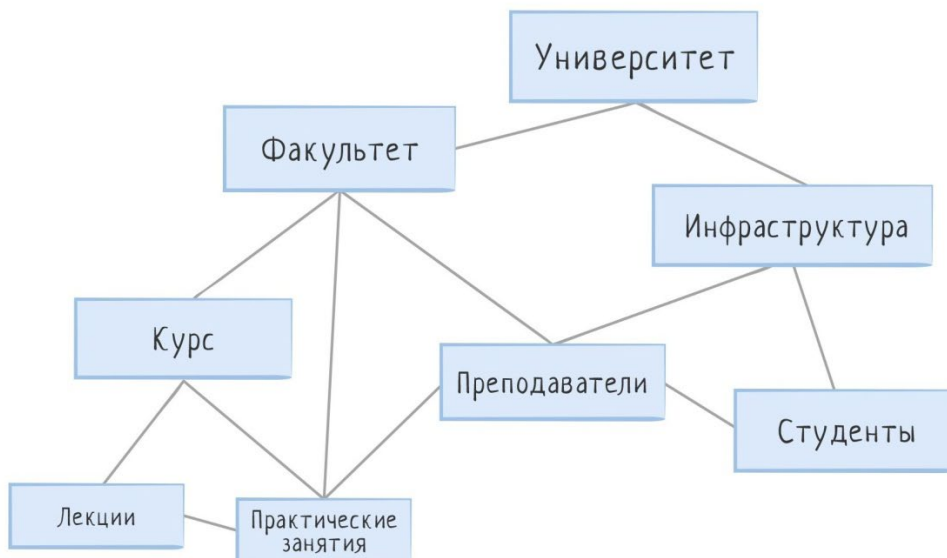 Университет
Факультет
Инфраструктура
Курс
Преподаватели
Студенты
Лекции
Практические
занятия